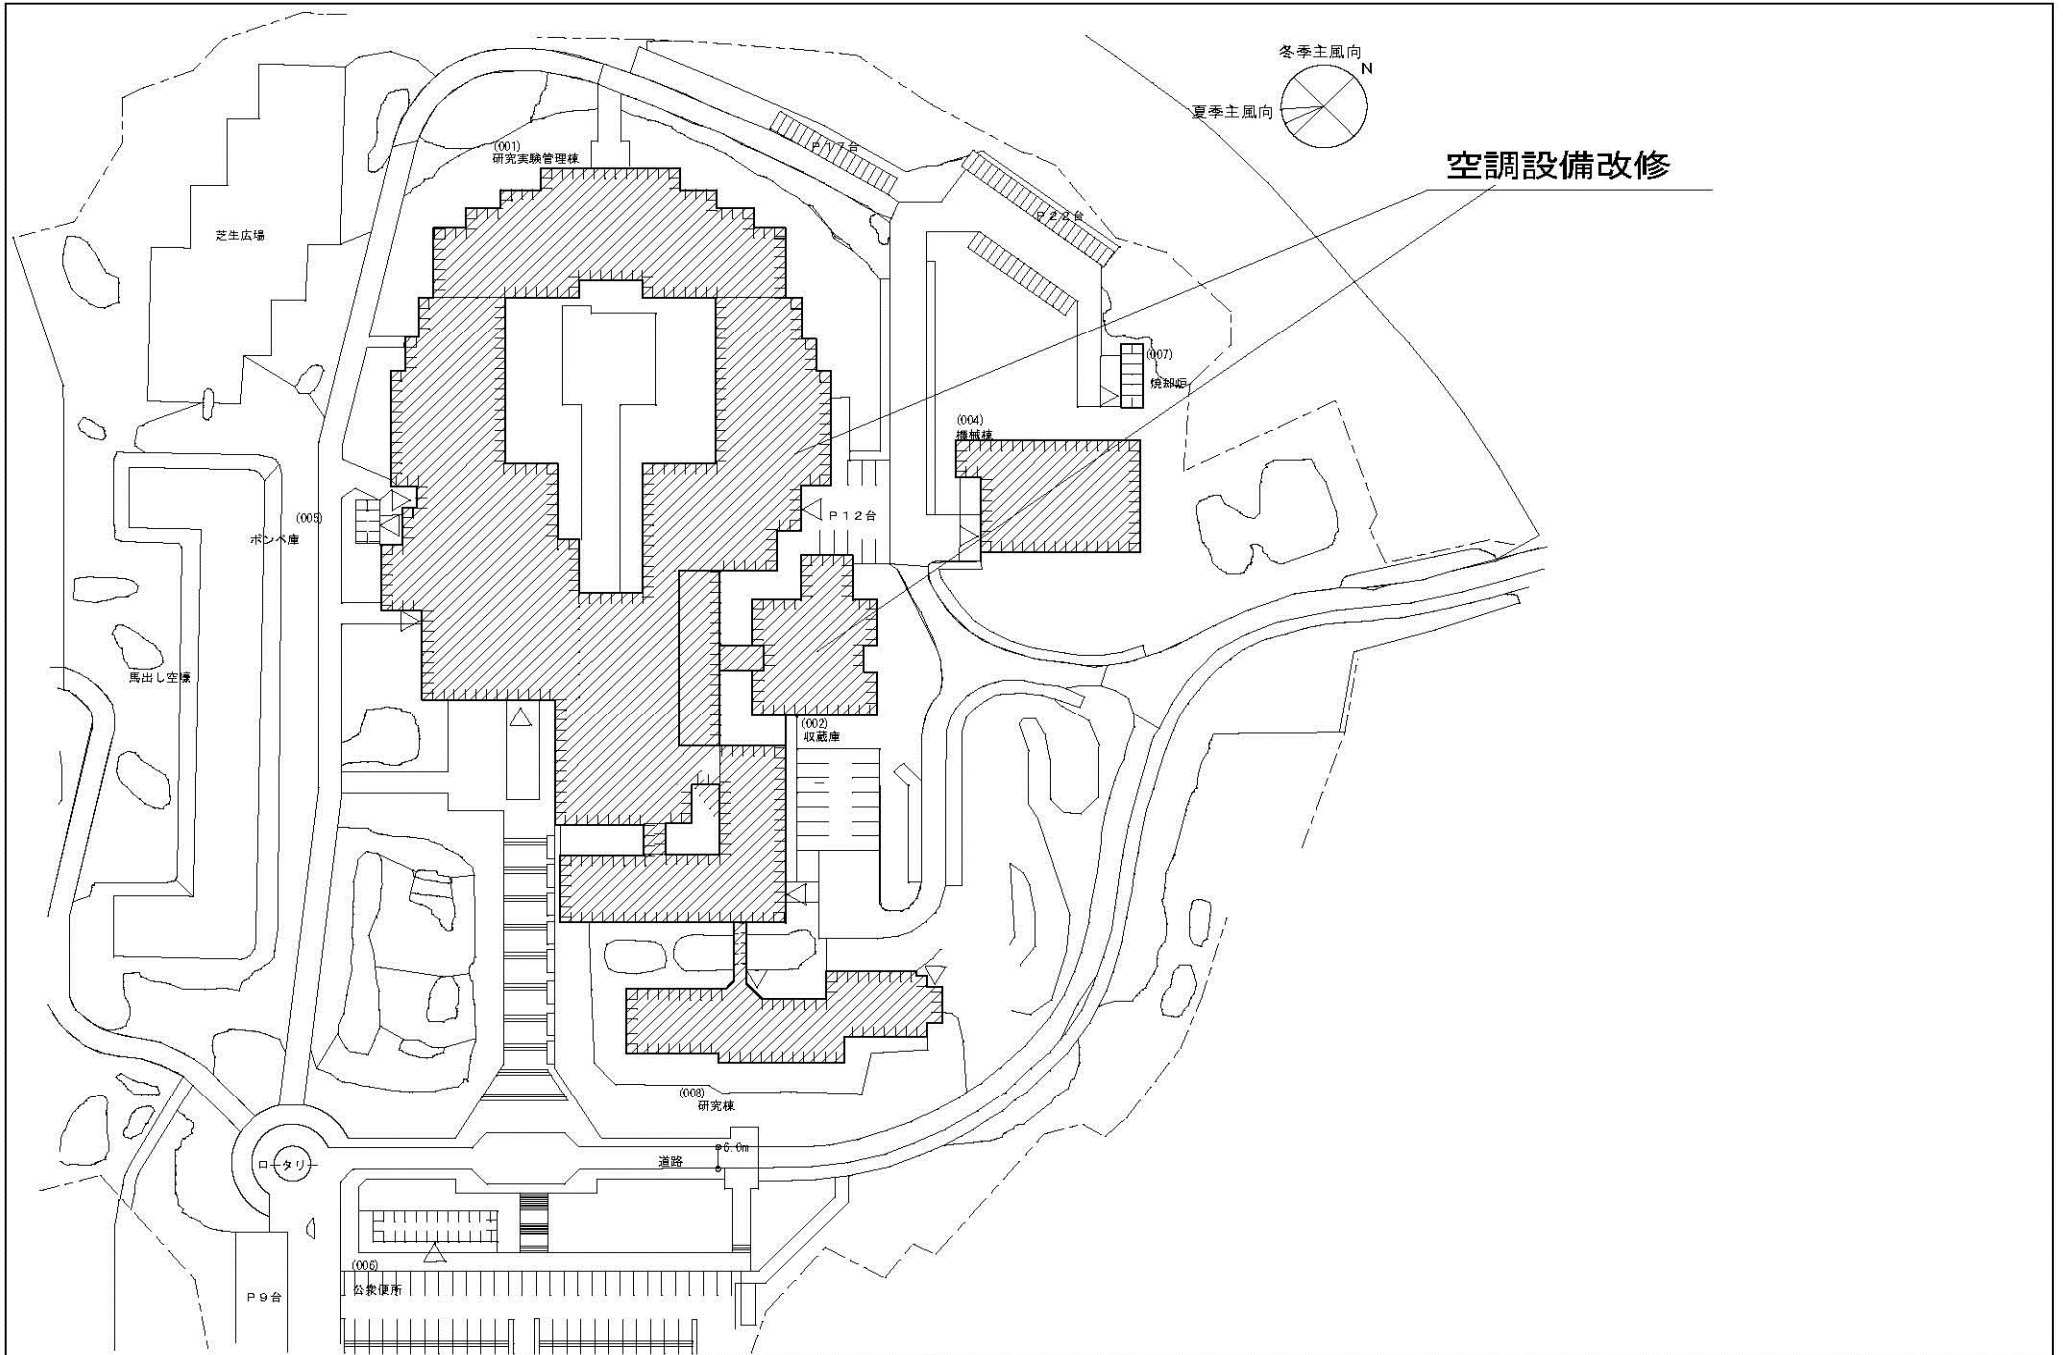 冬季主風向
N
夏季主風向
空調設備改修
(001)
研究実験管理棟
P17台
P22台
芝生広場
(007)
焼却炉
(004)
機械棟
P12台
(005)
ボンベ庫
馬出し空壕
(002)
収蔵庫
(008)
研究棟
6.0m
道路
ロータリー
(006)
公衆便所
P9台